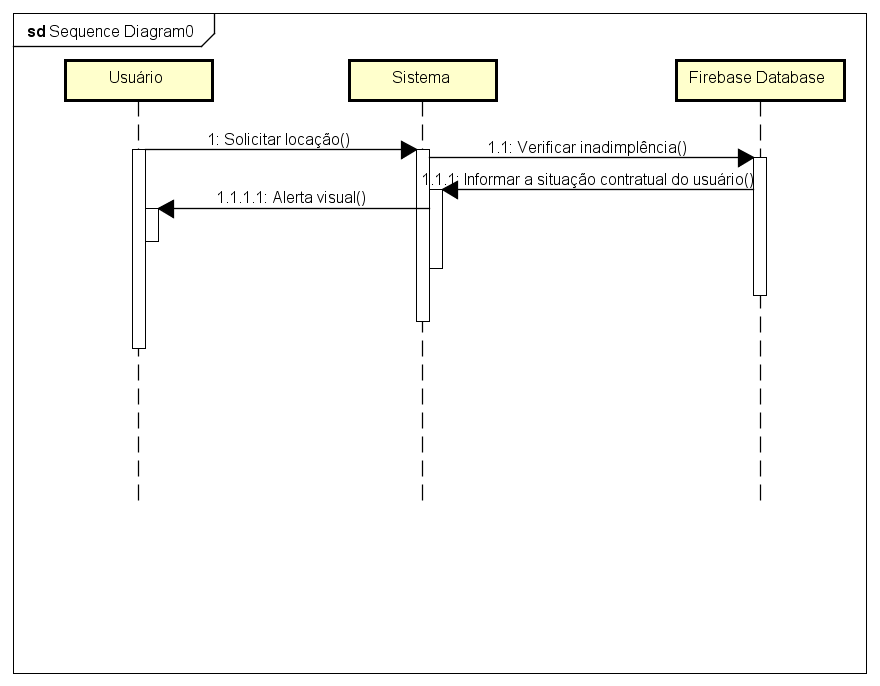 sd Sequence Diagram0
Usuário
Sistema
Firebase Database
1: Solicitar locação()
1.1: Verificar inadimplência()
1.1.1: Informar a situação contratual do usuário()
1.1.1.1: Alerta visual()